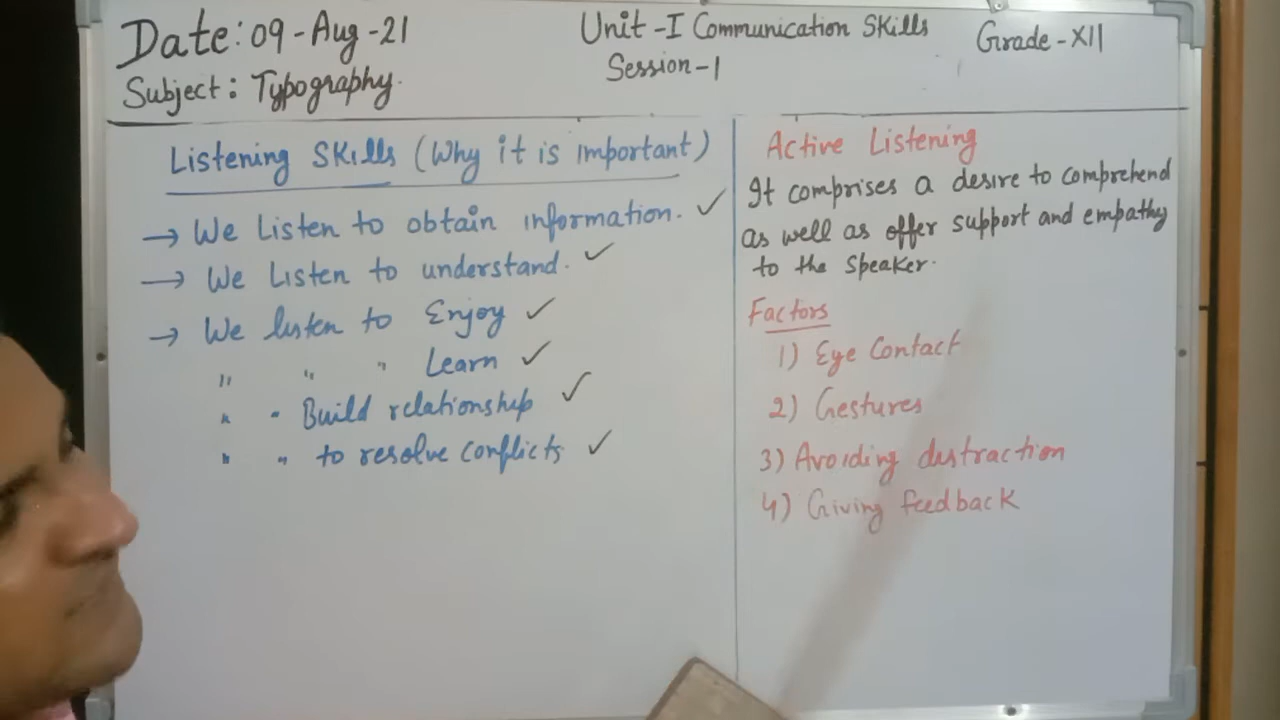 Date: 09-Aug-21
Subject: Typography.
Unit-I Communication Skills
Session-1
Grade-XII
Listening Skills (Why it is important)
→ We Listen to obtain information. ✓
→ We Listen to understand. ✓
→ We listen to Enjoy ✓
" " " Learn ✓
" " Build relationship ✓
" " to resolve conflicts ✓
Active Listening
It comprises a desire to comprehend
as well as offer support and empathy
to the speaker.
Factors
1) Eye Contact
2) Gestures
3) Avoiding distraction
4) Giving feedback